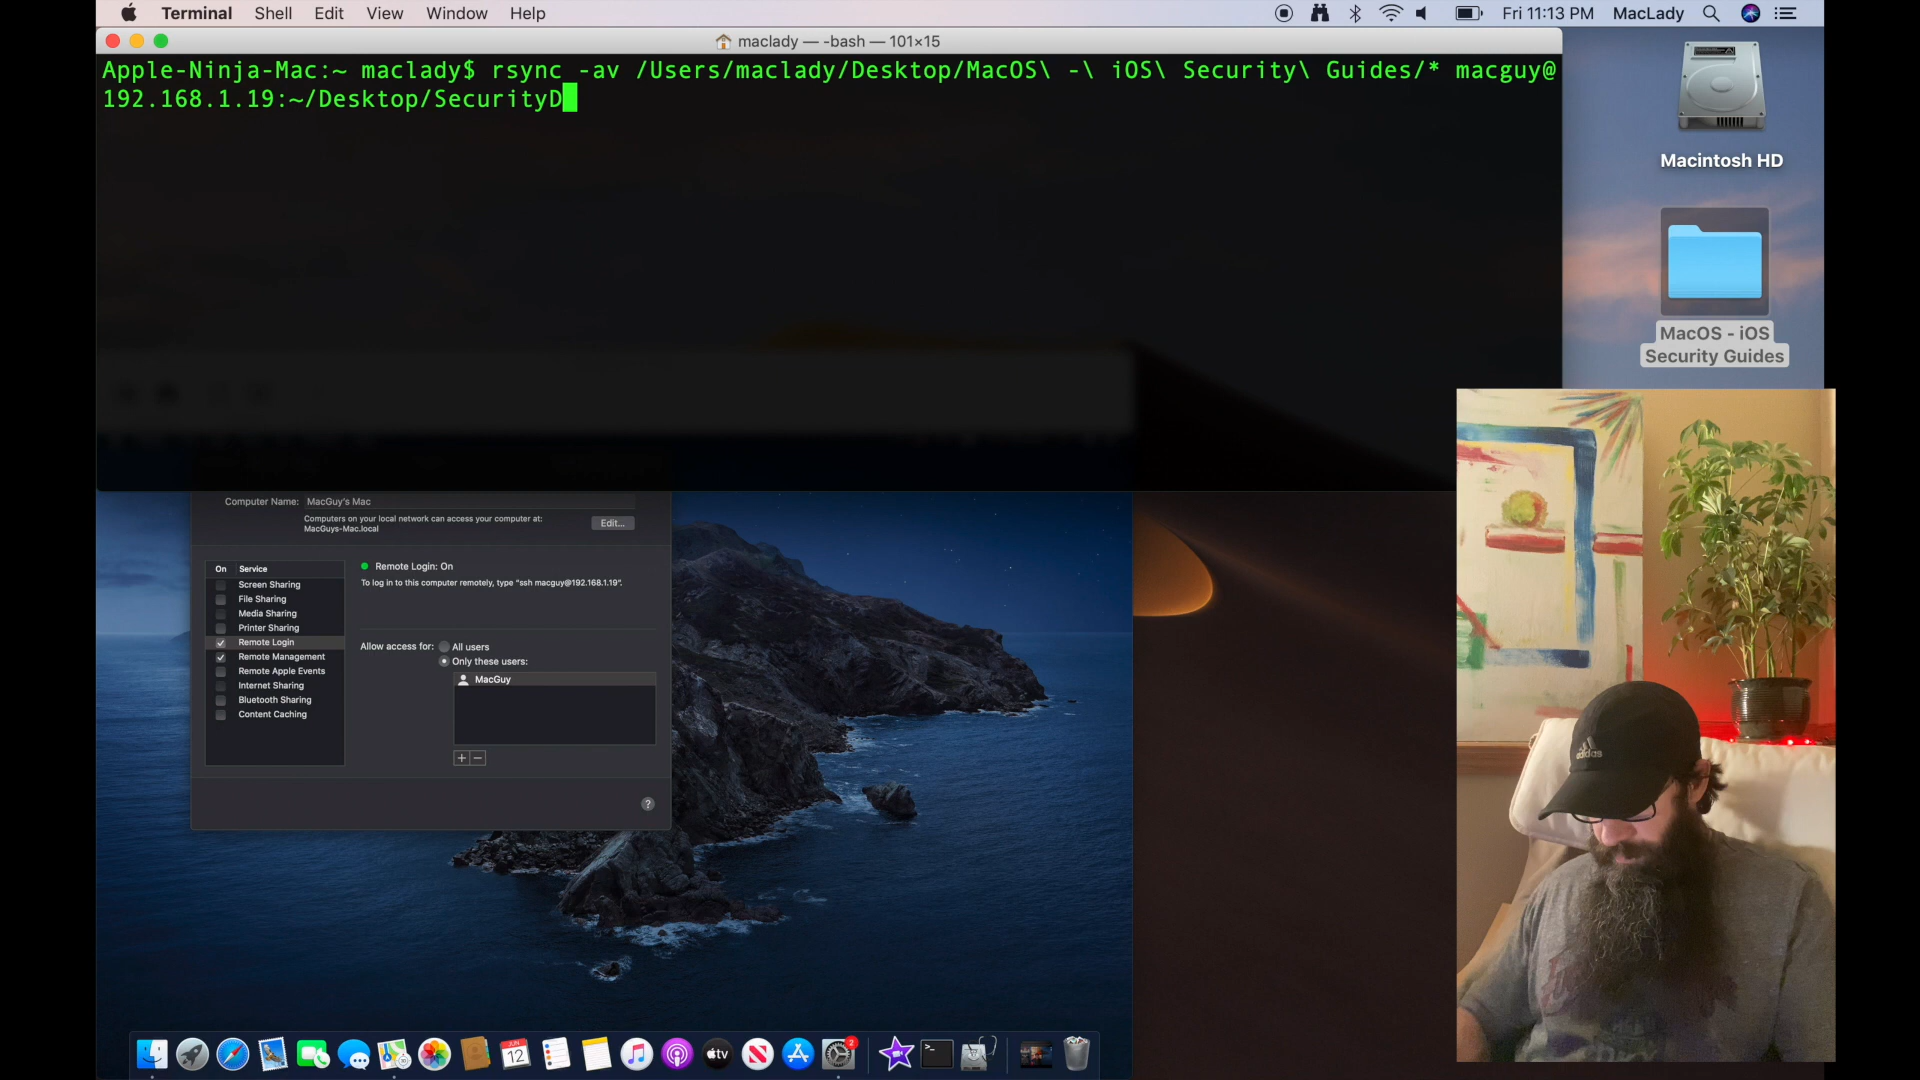 Terminal Shell Edit View Window Help Fri 11:13 PM MacLady
maclady — -bash — 101×15
Apple-Ninja-Mac:~ maclady$ rsync -av /Users/maclady/Desktop/MacOS\ -\ iOS\ Security\ Guides/* macguy@
192.168.1.19:~/Desktop/SecurityD
Macintosh HD
MacOS - iOS
Security Guides
Computer Name: MacGuy's Mac
Computers on your local network can access your computer at:
MacGuys-Mac.local
Edit...
On Service
Screen Sharing
File Sharing
Media Sharing
Printer Sharing
Remote Login
Remote Management
Remote Apple Events
Internet Sharing
Bluetooth Sharing
Content Caching
Remote Login: On
To log in to this computer remotely, type "ssh macguy@192.168.1.19".
Allow access for: All users
Only these users:
MacGuy
+ −
?
adidas
JUN
12
tv
2
>_